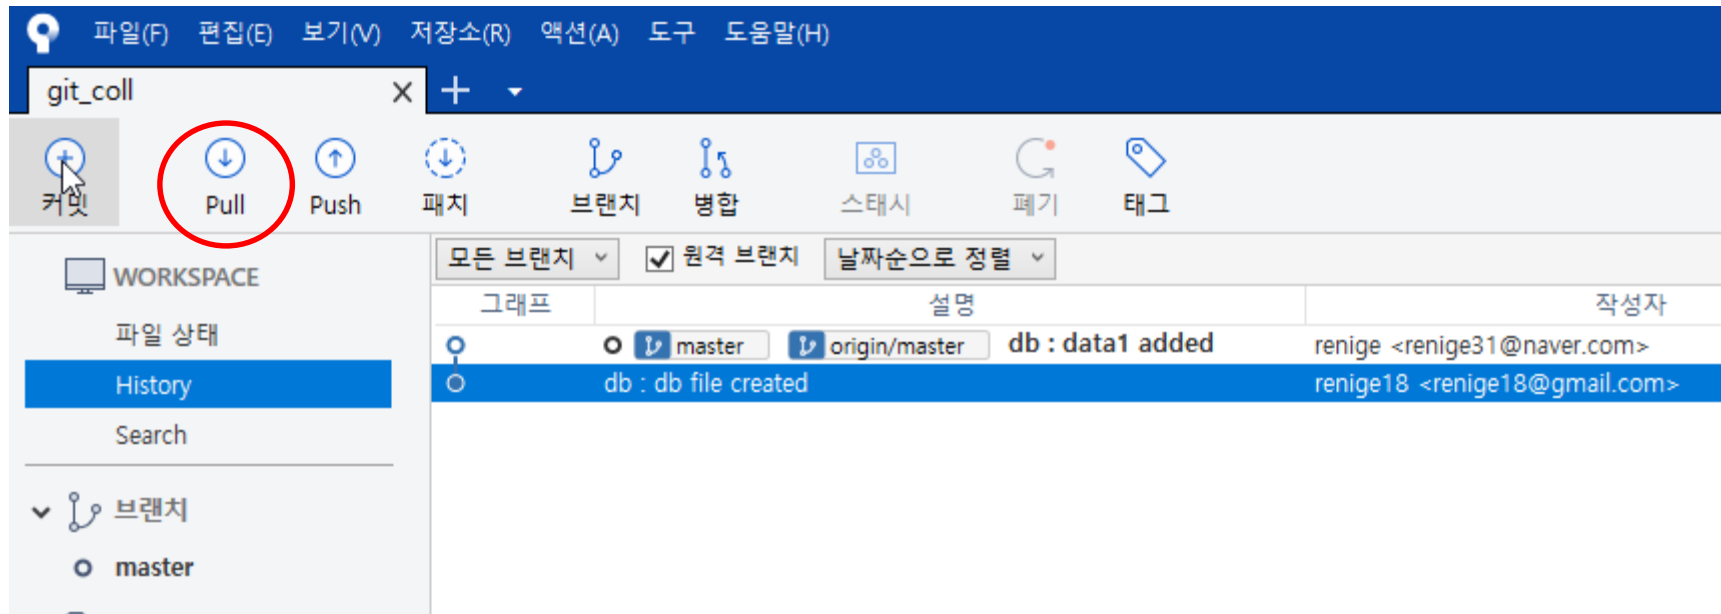 파일(F) 편집(E) 보기(V) 저장소(R) 액션(A) 도구 도움말(H)
git_coll
커밋 Pull Push 패치 브랜치 병합 스태시 폐기 태그
WORKSPACE
파일 상태
History
Search
브랜치
master
모든 브랜치 원격 브랜치 날짜순으로 정렬
그래프 설명 작성자
master origin/master db : data1 added renige <renige31@naver.com>
db : db file created renige18 <renige18@gmail.com>